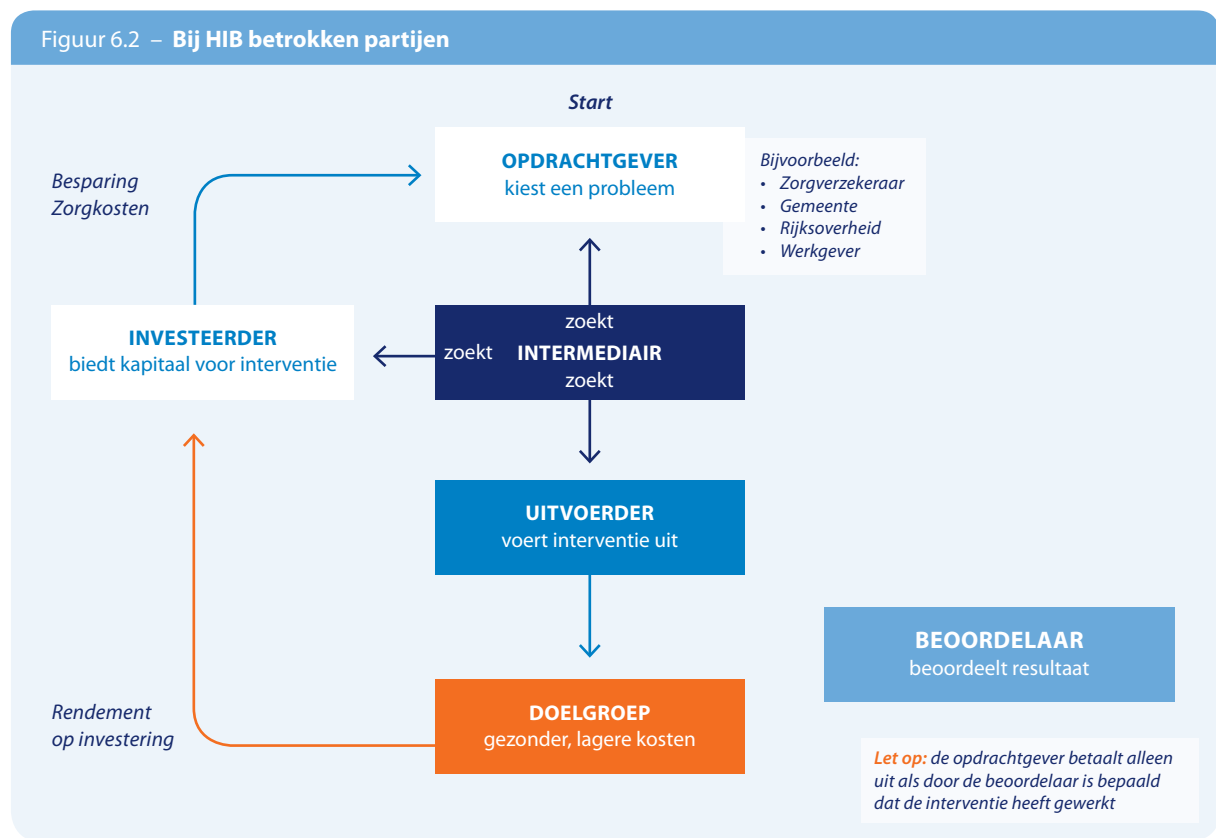 Figuur 6.2 – Bij HIB betrokken partijen
Start
OPDRACHTGEVER
kiest een probleem
Bijvoorbeeld:
• Zorgverzekeraar
• Gemeente
• Rijksoverheid
• Werkgever
Besparing
Zorgkosten
INVESTEERDER
biedt kapitaal voor interventie
zoekt
zoekt INTERMEDIAIR
zoekt
UITVOERDER
voert interventie uit
BEOORDELAAR
beoordeelt resultaat
Rendement
op investering
DOELGROEP
gezonder, lagere kosten
Let op: de opdrachtgever betaalt alleen
uit als door de beoordelaar is bepaald
dat de interventie heeft gewerkt